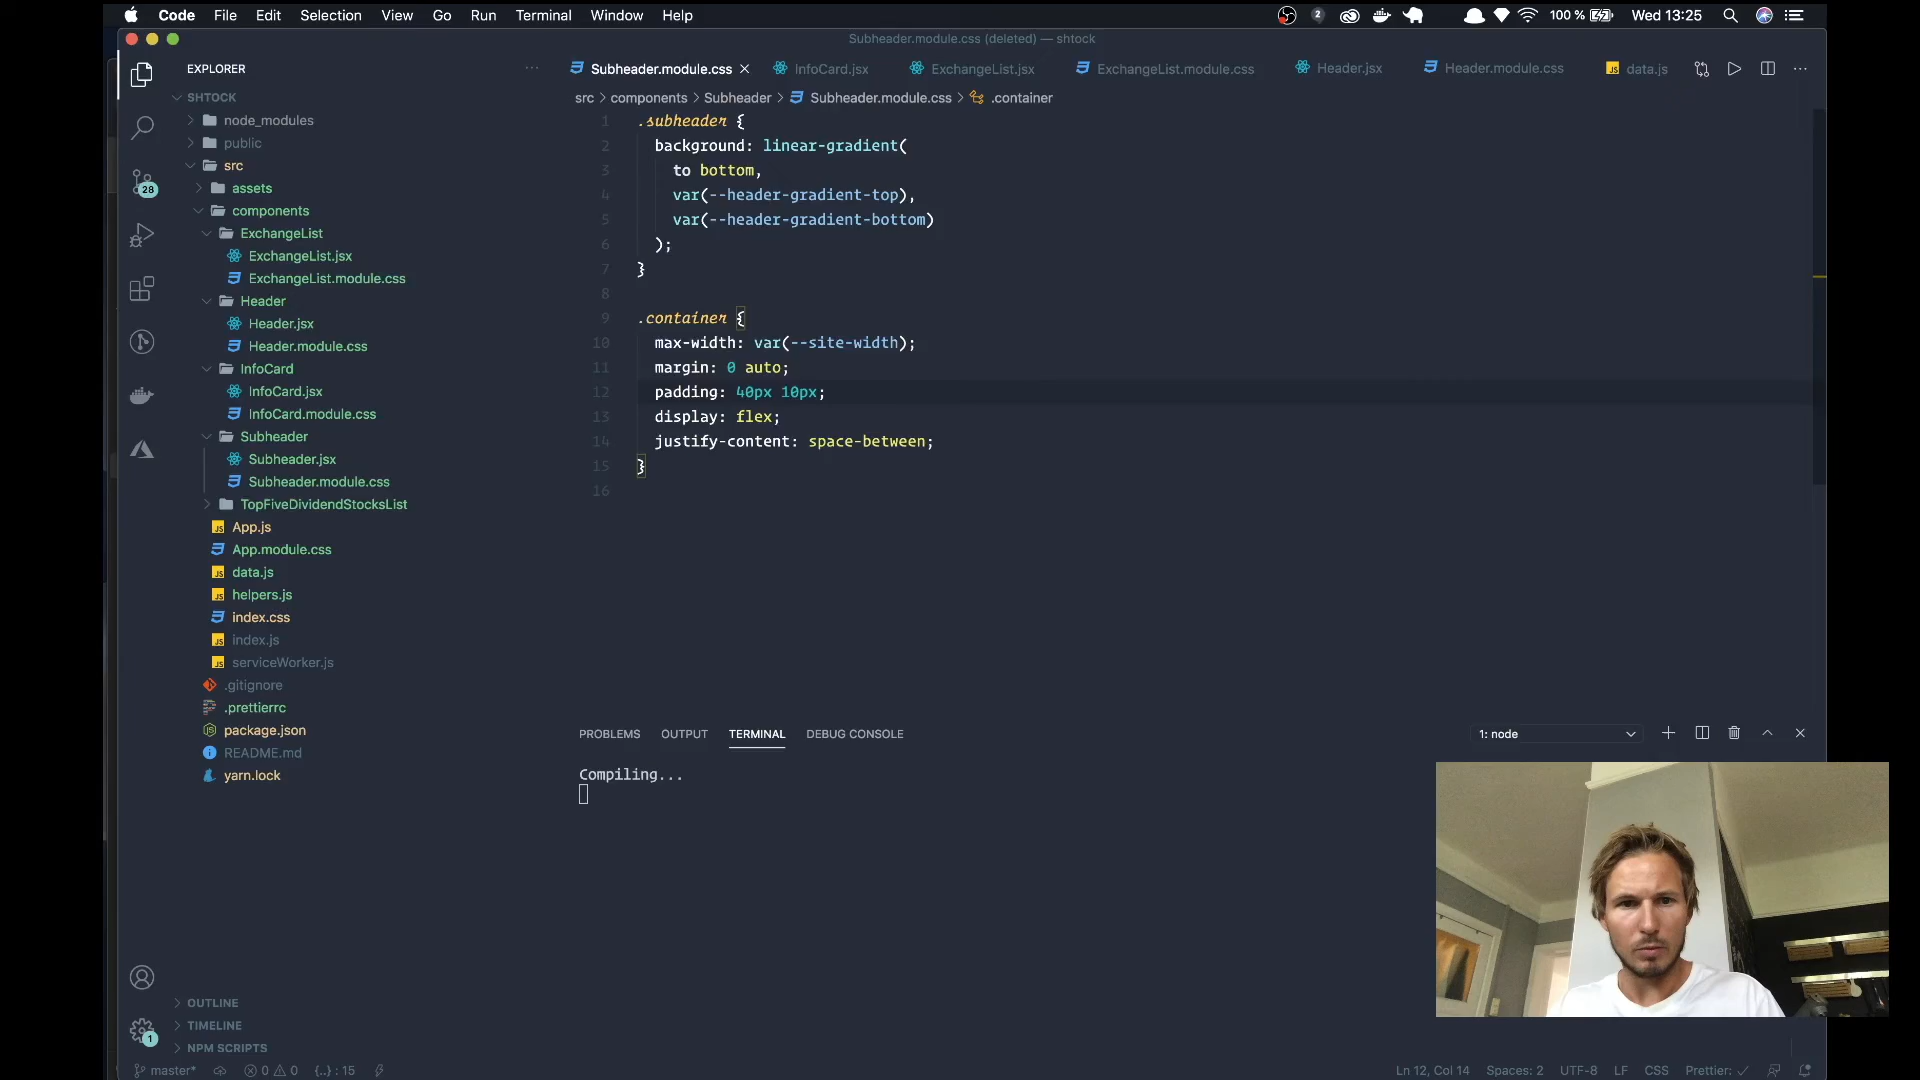 Code File Edit Selection View Go Run Terminal Window Help
2 100 % Wed 13:25
Subheader.module.css (deleted) — shtock
EXPLORER
Subheader.module.css InfoCard.jsx ExchangeList.jsx ExchangeList.module.css Header.jsx Header.module.css JS data.js
src > components > Subheader > Subheader.module.css > .container
SHTOCK
node_modules
public
src
assets
components
ExchangeList
ExchangeList.jsx
ExchangeList.module.css
Header
Header.jsx
Header.module.css
InfoCard
InfoCard.jsx
InfoCard.module.css
Subheader
Subheader.jsx
Subheader.module.css
TopFiveDividendStocksList
JS App.js
App.module.css
JS data.js
JS helpers.js
index.css
JS index.js
JS serviceWorker.js
.gitignore
.prettierrc
package.json
README.md
yarn.lock
28
1 .subheader {
2 background: linear-gradient(
3 to bottom,
4 var(--header-gradient-top),
5 var(--header-gradient-bottom)
6 );
7 }
8
9 .container {
10 max-width: var(--site-width);
11 margin: 0 auto;
12 padding: 40px 10px;
13 display: flex;
14 justify-content: space-between;
15 }
16
PROBLEMS OUTPUT TERMINAL DEBUG CONSOLE
1: node
Compiling...
OUTLINE
TIMELINE
NPM SCRIPTS
1
master* 0 0 {..} : 15
Ln 12, Col 14 Spaces: 2 UTF-8 LF CSS Prettier: ✓